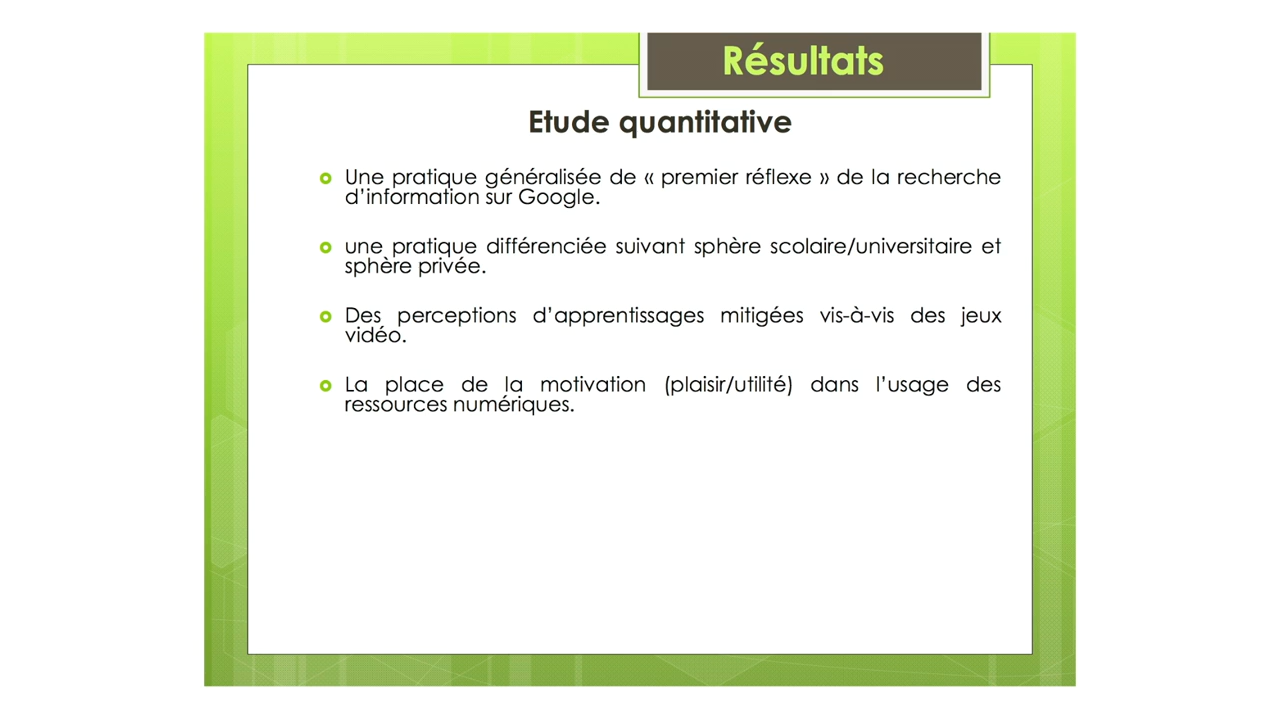 Résultats
Etude quantitative
Une pratique généralisée de « premier réflexe » de la recherche
d’information sur Google.
une pratique différenciée suivant sphère scolaire/universitaire et
sphère privée.
Des perceptions d’apprentissages mitigées vis-à-vis des jeux
vidéo.
La place de la motivation (plaisir/utilité) dans l’usage des
ressources numériques.